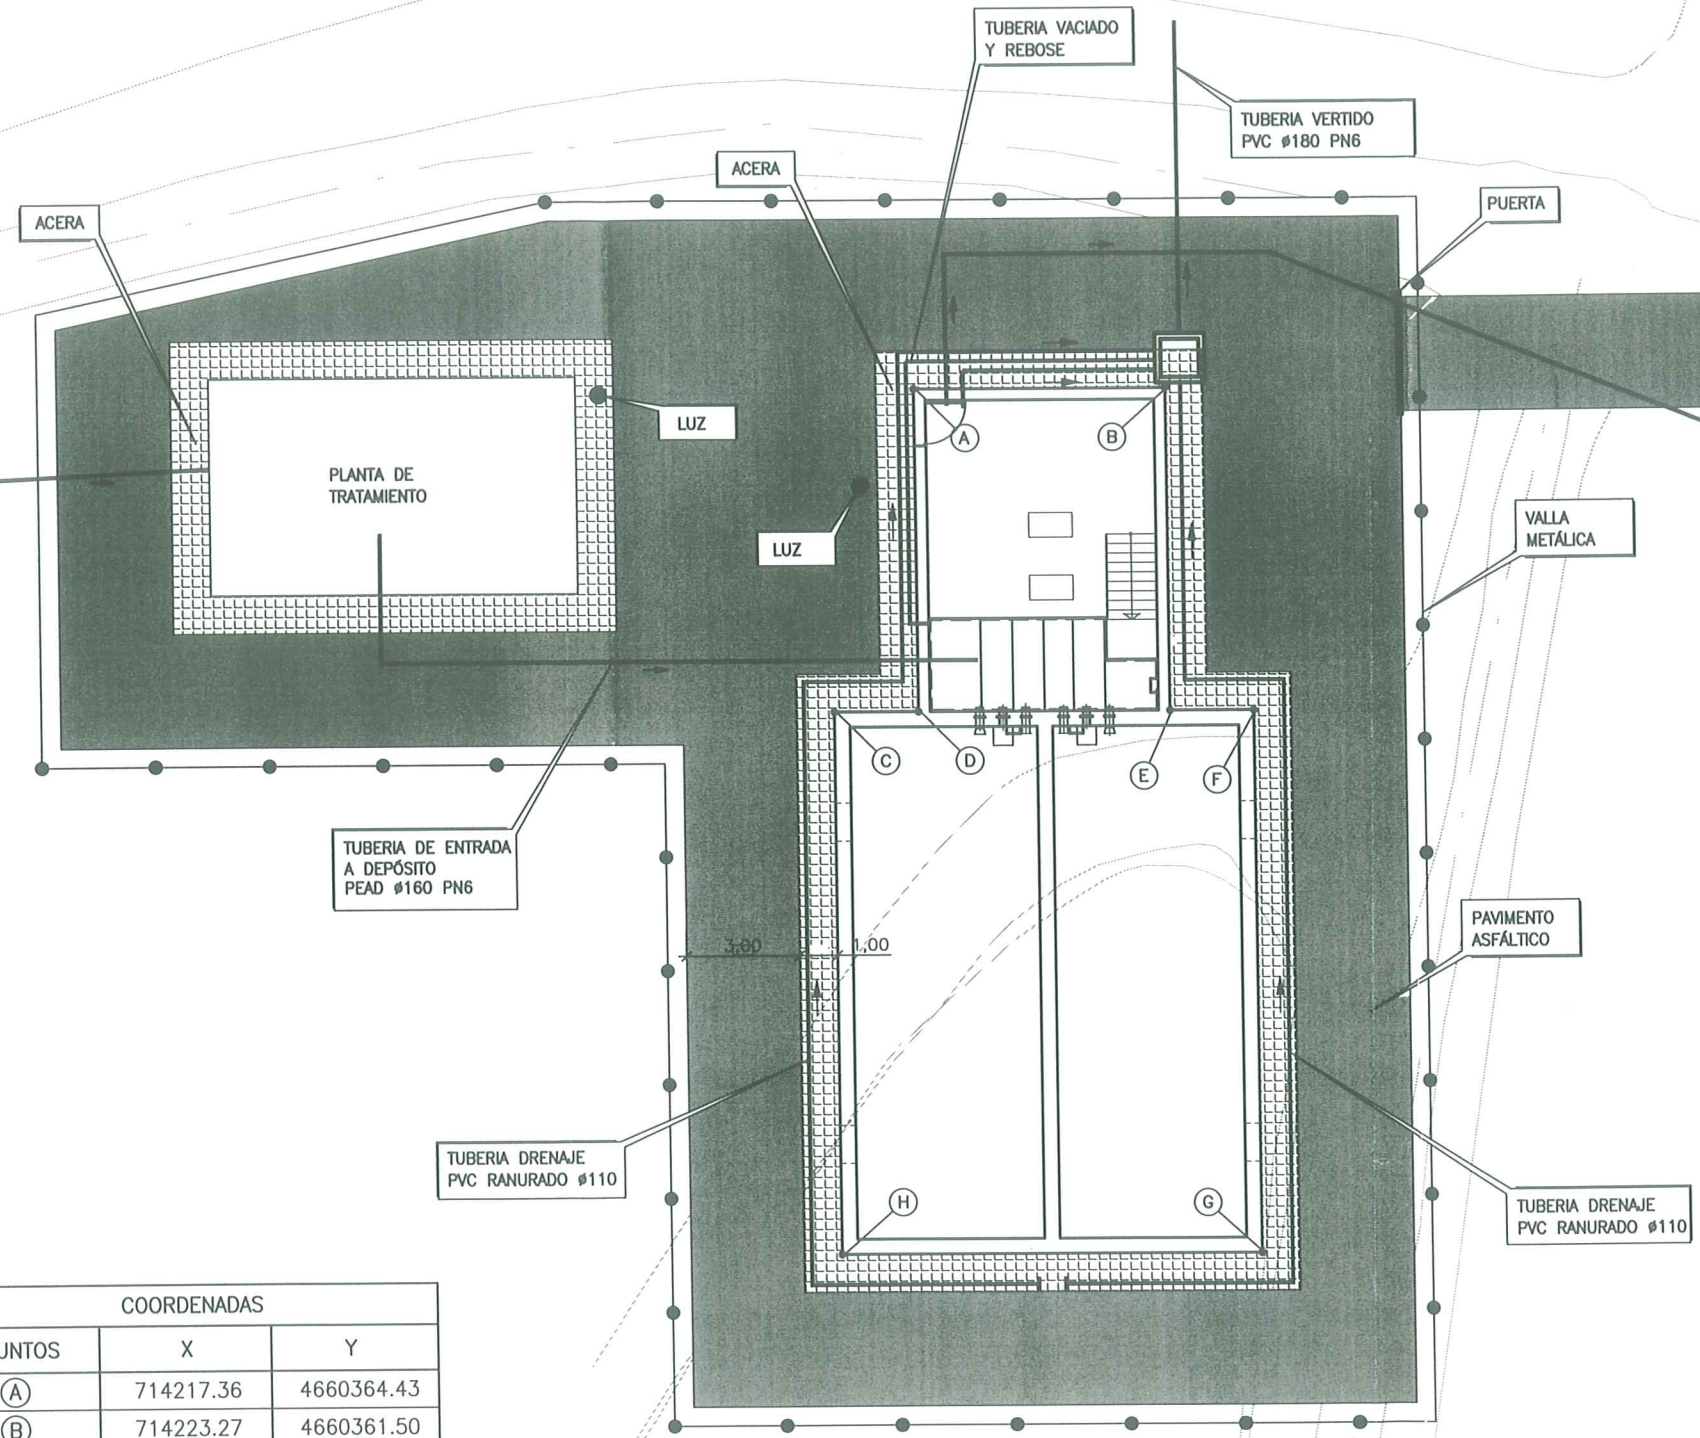 TUBERIA VACIADO
Y REBOSE
TUBERIA VERTIDO
PVC ø180 PN6
ACERA
ACERA
PUERTA
LUZ
A
B
PLANTA DE
TRATAMIENTO
LUZ
VALLA
METÁLICA
C
D
E
F
TUBERIA DE ENTRADA
A DEPÓSITO
PEAD ø160 PN6
PAVIMENTO
ASFÁLTICO
3,00
1,00
TUBERIA DRENAJE
PVC RANURADO ø110
H
G
TUBERIA DRENAJE
PVC RANURADO ø110
COORDENADAS
UNTOS X Y
A 714217.36 4660364.43
B 714223.27 4660361.50